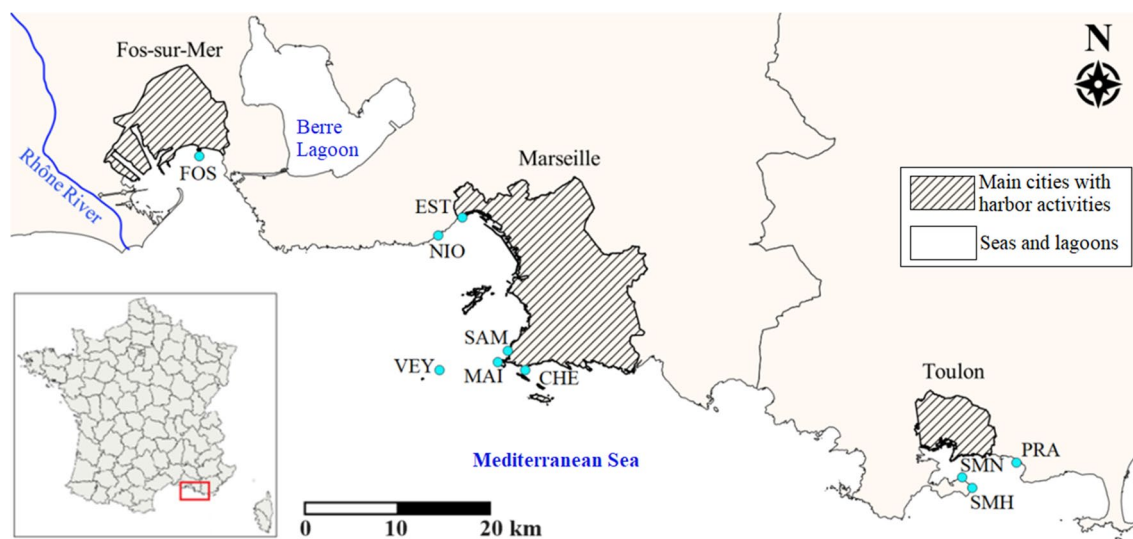 Fos-sur-Mer
N
Berre
Lagoon
Marseille
Rhône River
FOS
Main cities with
harbor activities
EST
NIO
Seas and lagoons
SAM
VEY
MAI
CHE
Toulon
PRA
Mediterranean Sea
SMN
SMH
0 10 20 km